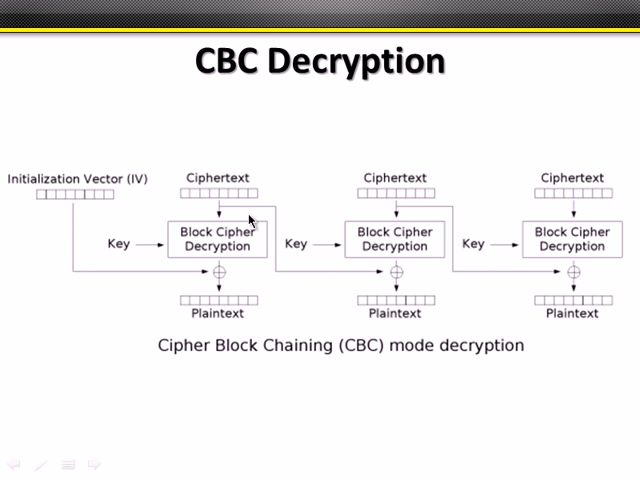 CBC Decryption
Initialization Vector (IV)
Ciphertext
Ciphertext
Ciphertext
Key
Block Cipher
Decryption
Key
Block Cipher
Decryption
Key
Block Cipher
Decryption
Plaintext
Plaintext
Plaintext
Cipher Block Chaining (CBC) mode decryption